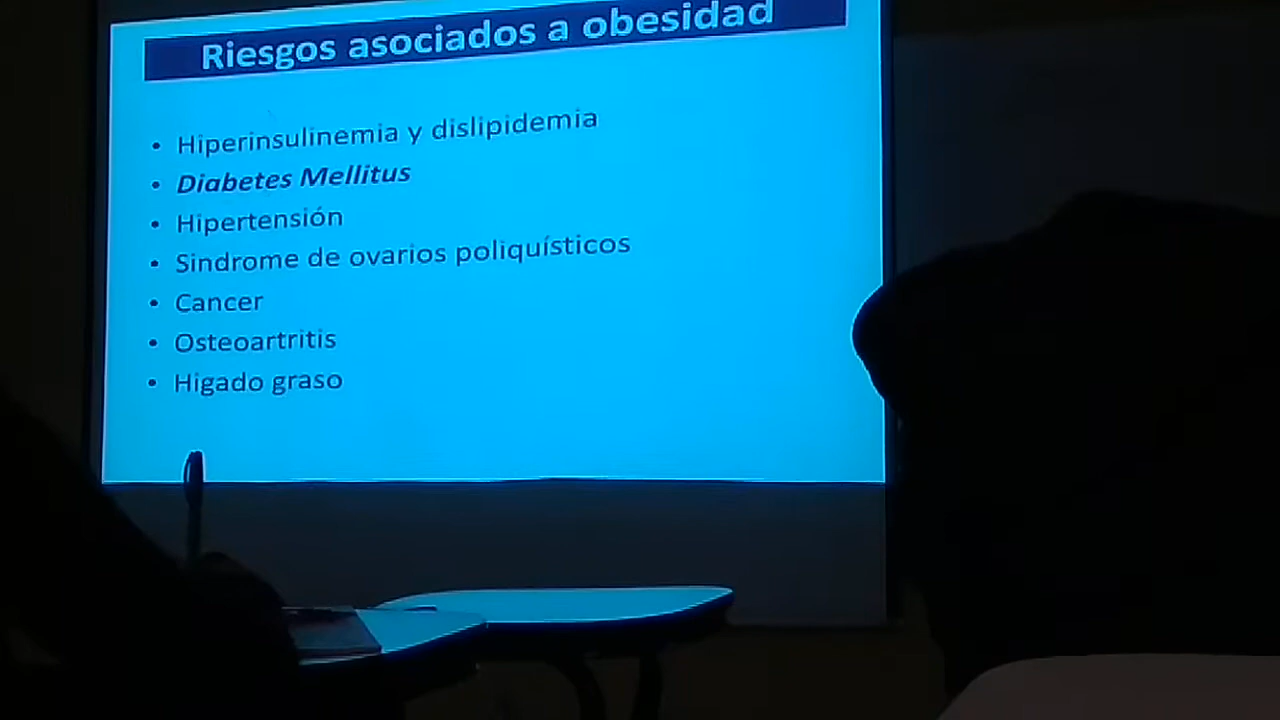 Riesgos asociados a obesidad
• Hiperinsulinemia y dislipidemia
• Diabetes Mellitus
• Hipertensión
• Sindrome de ovarios poliquísticos
• Cancer
• Osteoartritis
• Higado graso